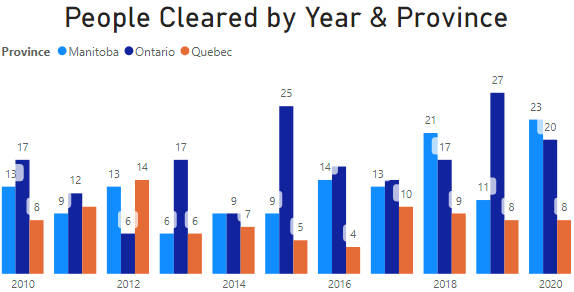 People Cleared by Year & Province
Province Manitoba Ontario Quebec
13 17 8
9 12
13 6 14
6 17 6
9 7
9 25 5
14 4
13 10
21 17 9
11 27 8
23 20 8
2010 2012 2014 2016 2018 2020